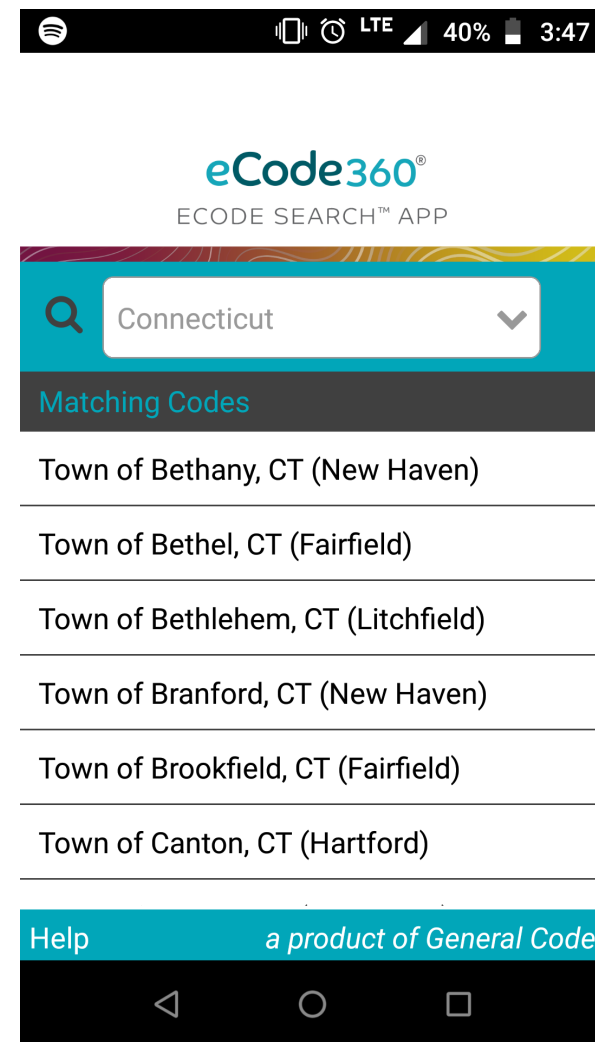 LTE 40% 3:47
eCode360®
ECODE SEARCH™ APP
Connecticut
Matching Codes
Town of Bethany, CT (New Haven)
Town of Bethel, CT (Fairfield)
Town of Bethlehem, CT (Litchfield)
Town of Branford, CT (New Haven)
Town of Brookfield, CT (Fairfield)
Town of Canton, CT (Hartford)
Help a product of General Code